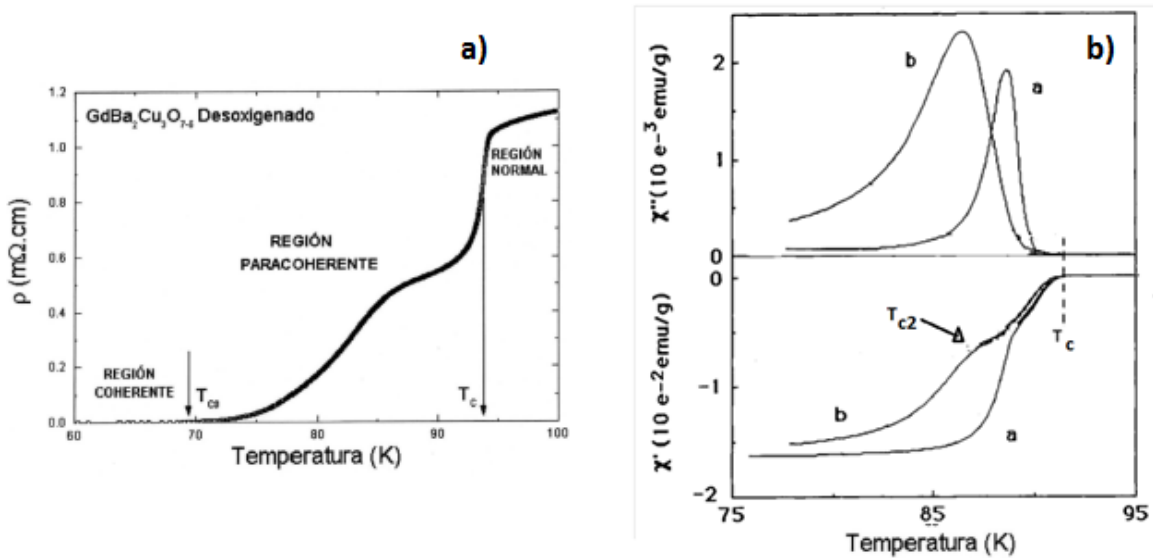 a)
GdBa2Cu3O7-δ Desoxigenado
REGIÓN
NORMAL
REGIÓN
PARACOHERENTE
REGIÓN
COHERENTE
TC0
TC
ρ (mΩ.cm)
1.2
1.0
0.8
0.6
0.4
0.2
0.0
60
70
80
90
100
Temperatura (K)
b)
b
a
χ''(10 e-3 emu/g)
2
1
0
Tc2
Tc
b
a
χ' (10 e-2 emu/g)
0
-1
-2
75
85
95
Temperatura (K)